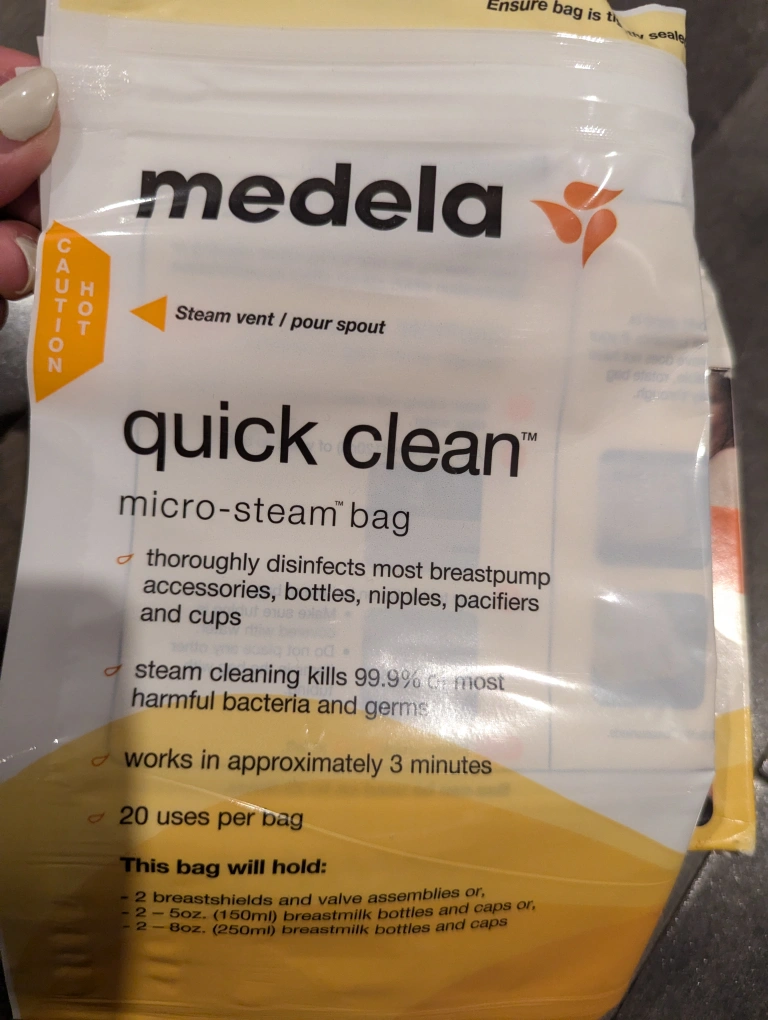 Ensure bag is
medela
CAUTION
HOT
Steam vent / pour spout
quick clean™
micro-steam™ bag
thoroughly disinfects most breastpump
accessories, bottles, nipples, pacifiers
and cups
steam cleaning kills 99.9% of most
harmful bacteria and germs
works in approximately 3 minutes
20 uses per bag
This bag will hold:
- 2 breastshields and valve assemblies or,
- 2 – 5oz. (150ml) breastmilk bottles and caps or,
- 2 – 8oz. (250ml) breastmilk bottles and caps